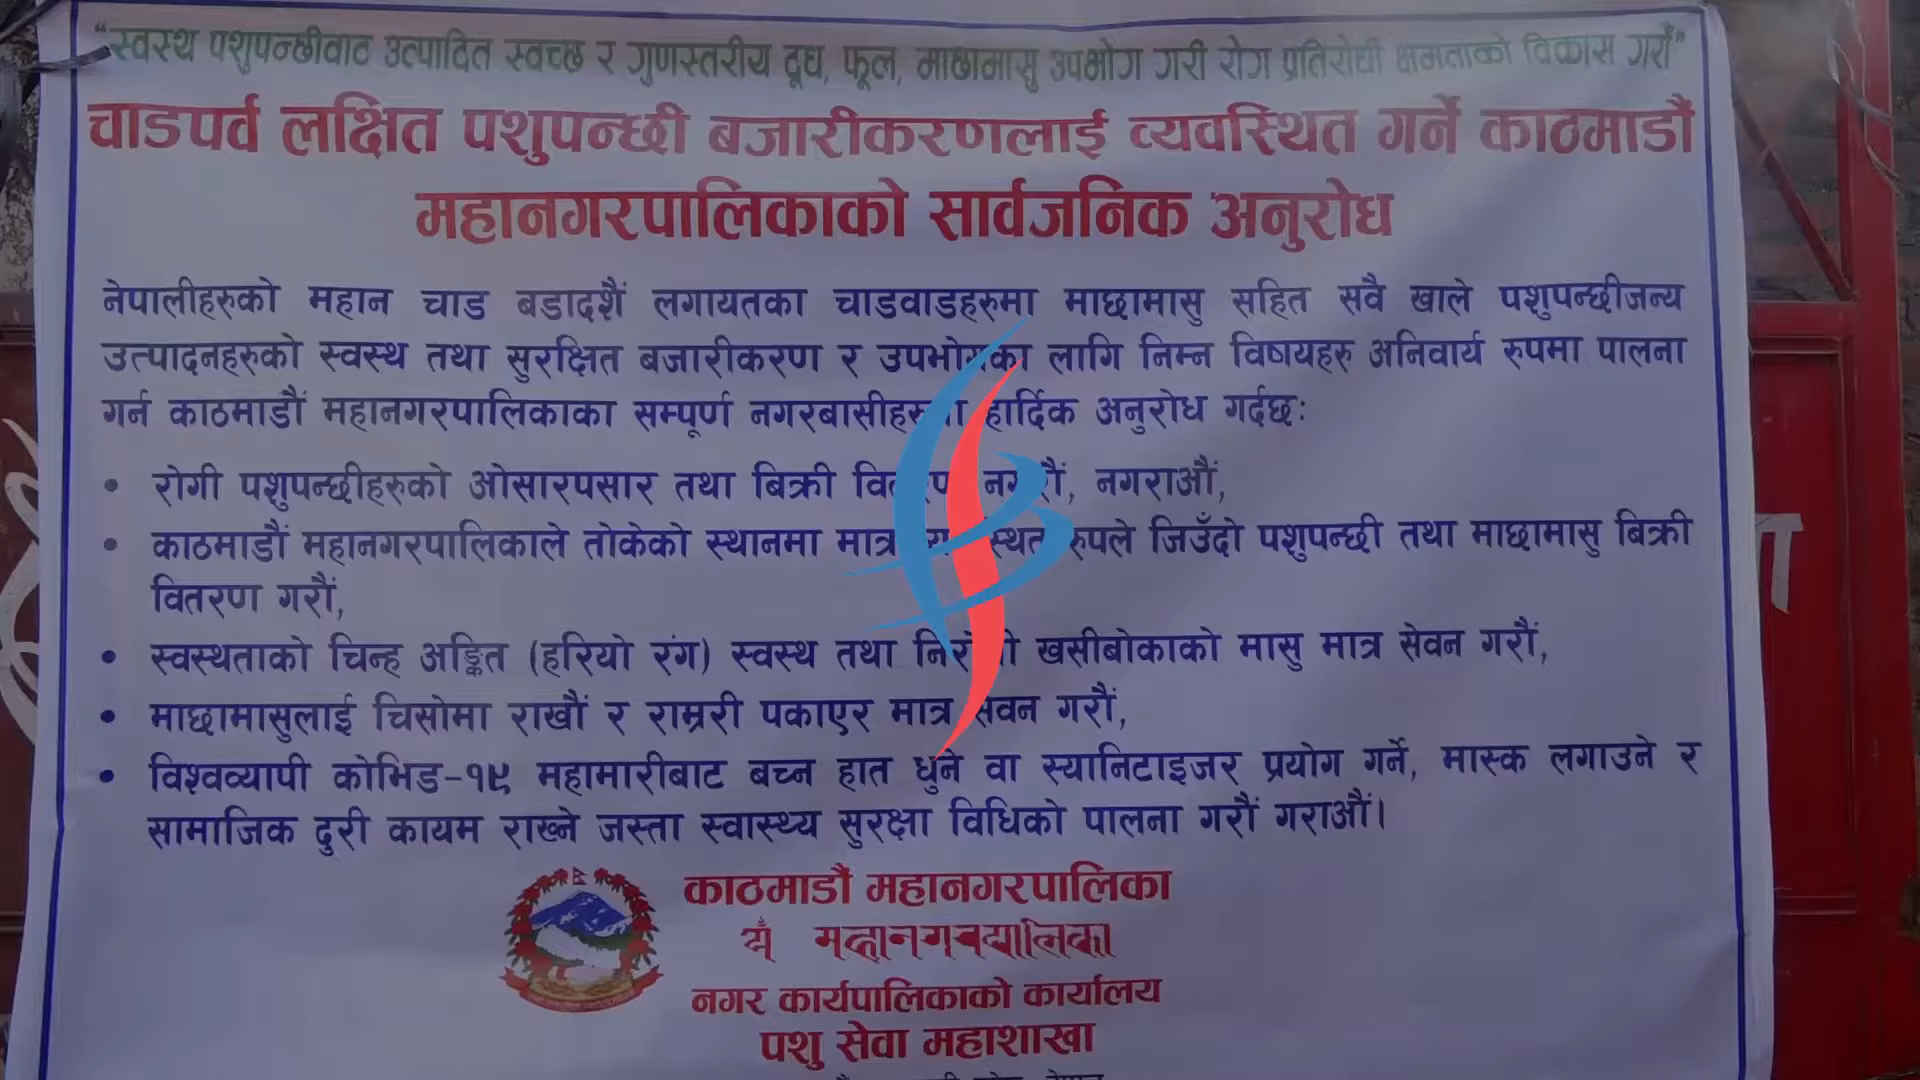 "स्वस्थ पशुपन्छीवाट उत्पादित स्वच्छ र गुणस्तरीय दूध, फूल, माछामासु उपभोग गरी रोग प्रतिरोधी क्षमताको विकास गरौं"
चाडपर्व लक्षित पशुपन्छी बजारीकरणलाई व्यवस्थित गर्ने काठमाडौं
महानगरपालिकाको सार्वजनिक अनुरोध
नेपालीहरुको महान चाड बडादशैं लगायतका चाडवाडहरुमा माछामासु सहित सवै खाले पशुपन्छीजन्य
उत्पादनहरुको स्वस्थ तथा सुरक्षित बजारीकरण र उपभोगका लागि निम्न विषायहरु अनिवार्य रुपमा पालना
गर्न काठमाडौं महानगरपालिकाका सम्पूर्ण नगरबासीहरुमा हार्दिक अनुरोध गर्दछः
• रोगी पशुपन्छीहरुको ओसारपसार तथा बिक्री वितरण नगरौं, नगराऔं,
• काठमाडौं महानगरपालिकाले तोकेको स्थानमा मात्र व्यवस्थित रुपले जिउँदो पशुपन्छी तथा माछामासु बिक्री
वितरण गरौं,
• स्वस्थताको चिन्ह अङ्कित (हरियो रंग) स्वस्थ तथा निरोगी खसीबोकाको मासु मात्र सेवन गरौं,
• माछामासुलाई चिसोमा राखौं र राम्ररी पकाएर मात्र सेवन गरौं,
• विश्वव्यापी कोभिड-१९ महामारीबाट बच्न हात धुने वा स्यानिटाइजर प्रयोग गर्ने, मास्क लगाउने र
सामाजिक दुरी कायम राख्ने जस्ता स्वास्थ्य सुरक्षा विधिको पालना गरौं गराऔं।
काठमाडौं महानगरपालिका
नगर कार्यपालिकाको कार्यालय
पशु सेवा महाशाखा